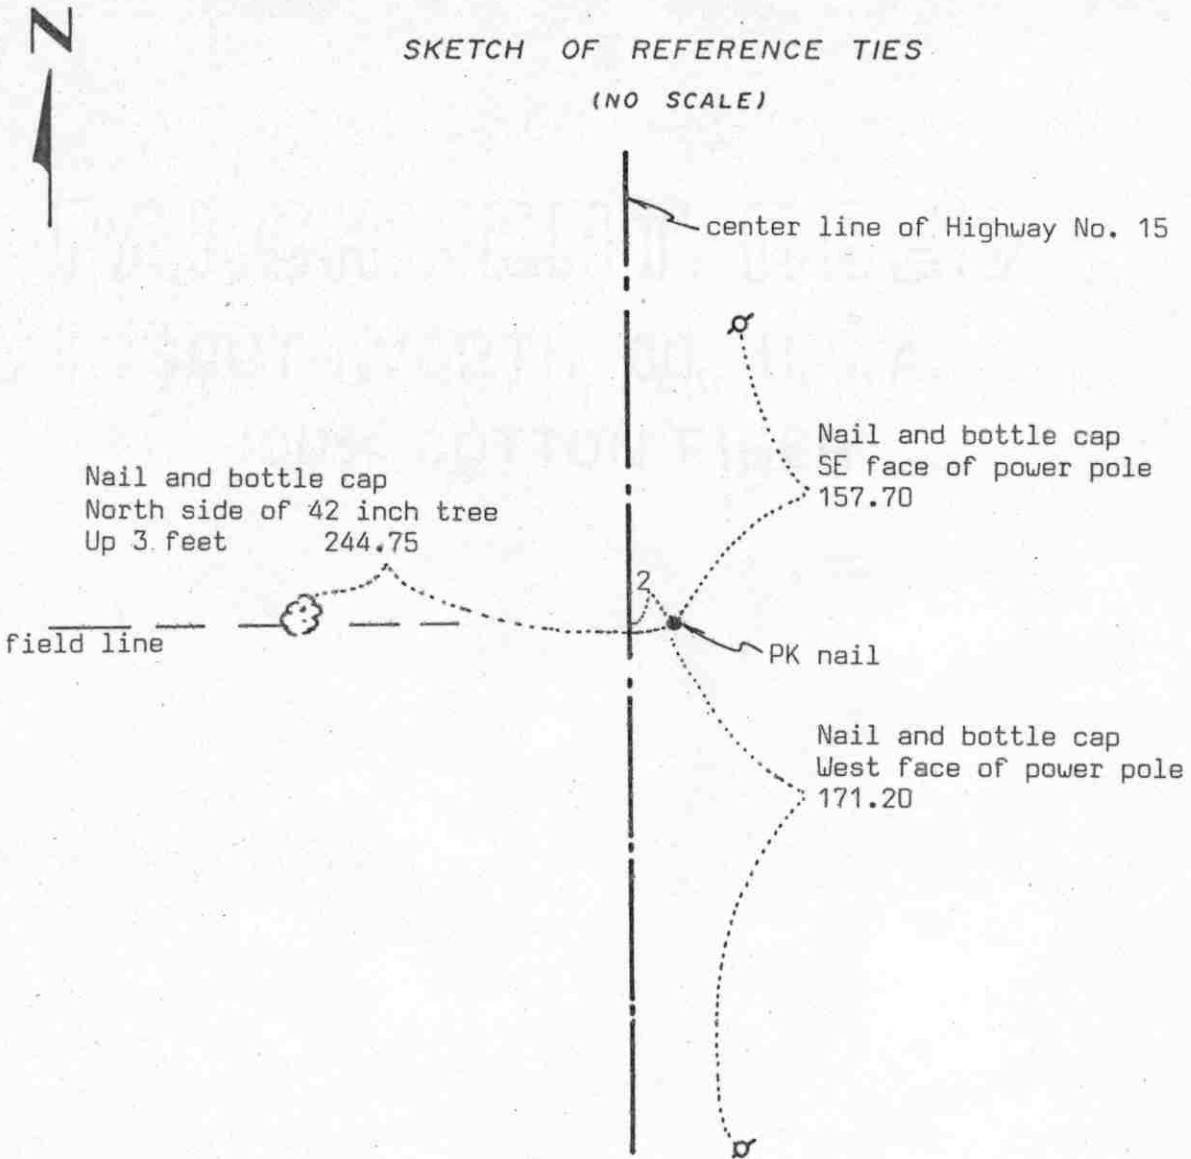 N
SKETCH OF REFERENCE TIES
(NO SCALE)
center line of Highway No. 15
Nail and bottle cap
SE face of power pole
157.70
Nail and bottle cap
North side of 42 inch tree
Up 3 feet 244.75
2
field line
PK nail
Nail and bottle cap
West face of power pole
171.20